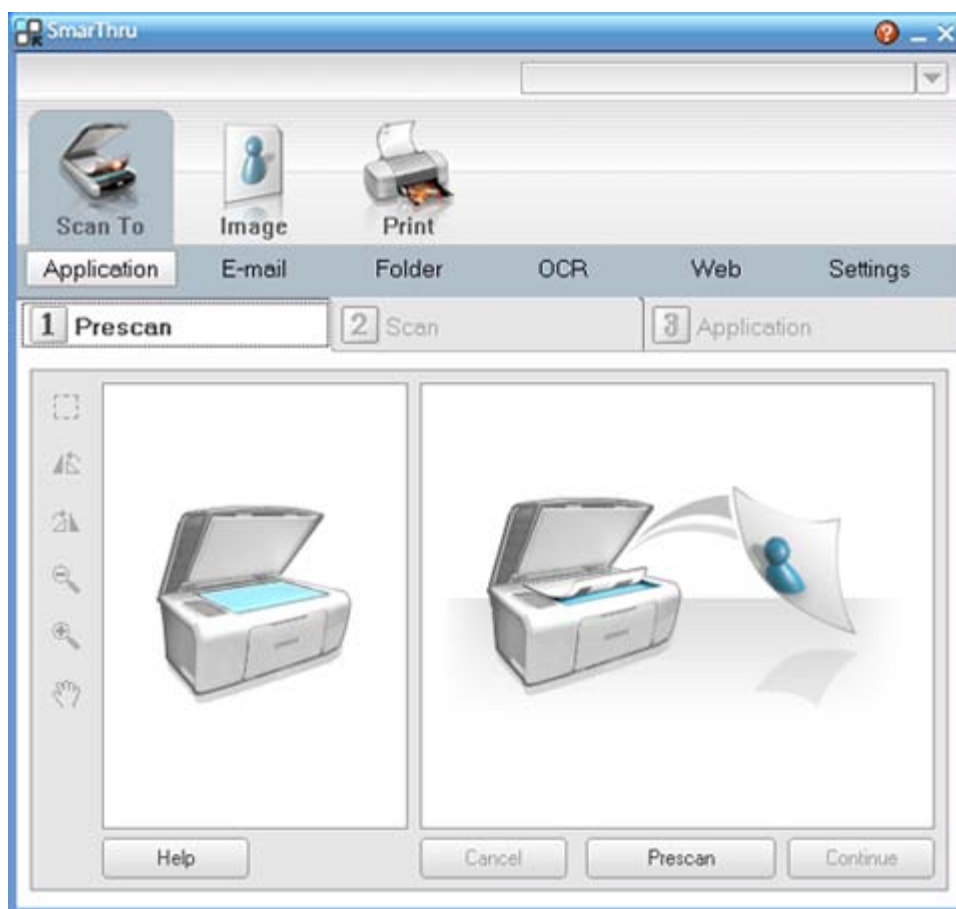 SmarThru
Scan To
Image
Print
Application
E-mail
Folder
OCR
Web
Settings
1 Prescan
2 Scan
3 Application
Help
Cancel
Prescan
Continue